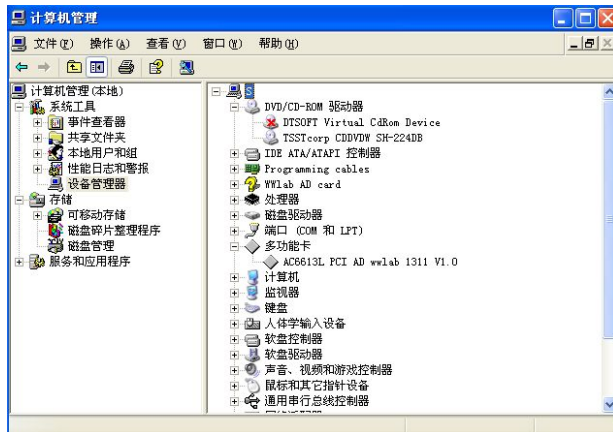 计算机管理
文件(F) 操作(A) 查看(V) 窗口(W) 帮助(H)
计算机管理(本地)
系统工具
事件查看器
共享文件夹
本地用户和组
性能日志和警报
设备管理器
存储
可移动存储
磁盘碎片整理程序
磁盘管理
服务和应用程序
S
DVD/CD-ROM 驱动器
DTSOFT Virtual CdRom Device
TSSTcorp CDDVDW SH-224DB
IDE ATA/ATAPI 控制器
Programming cables
WWlab AD card
处理器
磁盘驱动器
端口 (COM 和 LPT)
多功能卡
AC6613L PCI AD wwlab 1311 V1.0
计算机
监视器
键盘
人体学输入设备
软盘控制器
软盘驱动器
声音、视频和游戏控制器
鼠标和其它指针设备
通用串行总线控制器